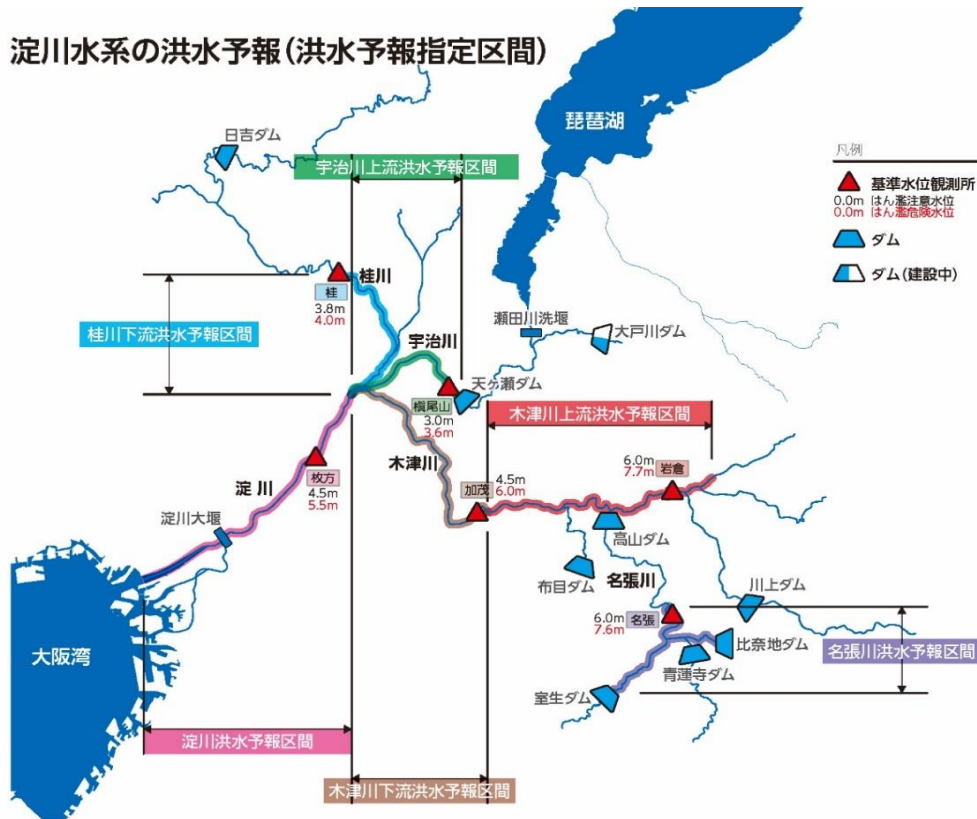 淀川水系の洪水予報(洪水予報指定区間)
琵琶湖
日吉ダム
宇治川上流洪水予報区間
凡例
基準水位観測所
0.0m はん濫注意水位
0.0m はん濫危険水位
ダム
ダム(建設中)
桂川
桂
3.8m
4.0m
桂川下流洪水予報区間
宇治川
瀬田川洗堰
大戸川ダム
天ヶ瀬ダム
槇尾山
3.0m
3.6m
木津川上流洪水予報区間
木津川
枚方
4.5m
5.5m
淀川
淀川大堰
加茂
4.5m
6.0m
6.0m
7.7m
岩倉
高山ダム
布目ダム
名張川
川上ダム
6.0m
7.6m
名張
比奈地ダム
青蓮寺ダム
室生ダム
名張川洪水予報区間
大阪湾
淀川洪水予報区間
木津川下流洪水予報区間